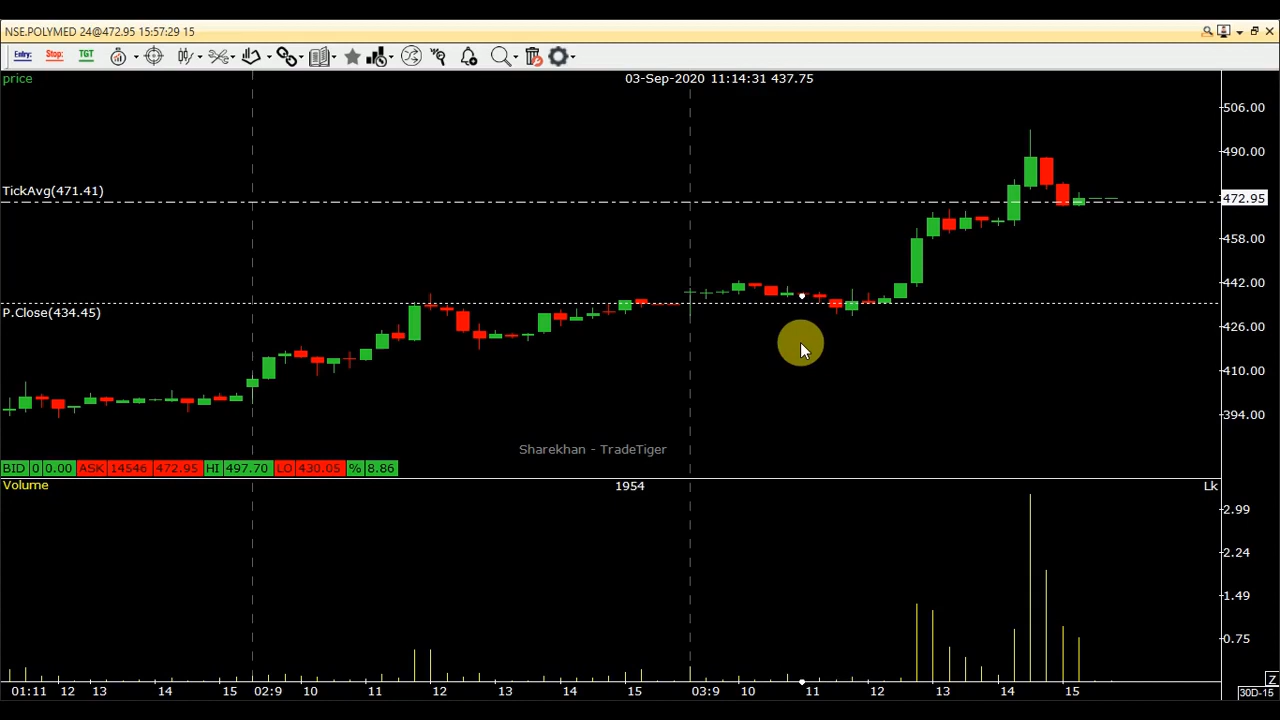 NSE.POLYMED 24@472.95 15:57:29 15
Entry: Stop: TGT
price
03-Sep-2020 11:14:31 437.75
506.00
490.00
TickAvg(471.41)
472.95
458.00
442.00
P.Close(434.45)
426.00
410.00
394.00
Sharekhan - TradeTiger
BID 0 0.00 ASK 14546 472.95 HI 497.70 LO 430.05 % 8.86
Volume 1954 Lk
2.99
2.24
1.49
0.75
Z
01:11 12 13 14 15 02:9 10 11 12 13 14 15 03:9 10 11 12 13 14 15 30D-15